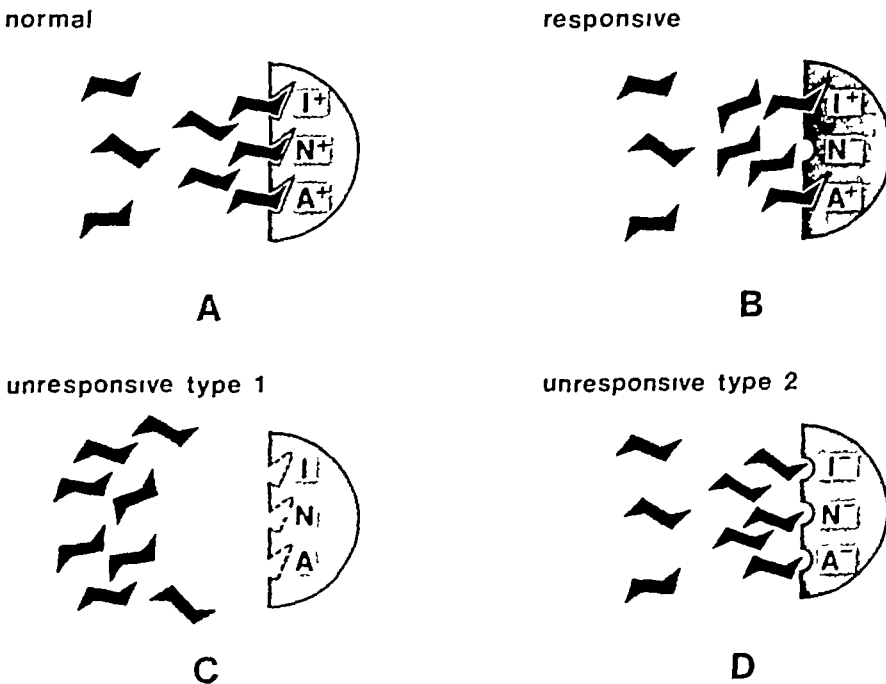 normal
I+
N+
A+
A
responsive
I+
N−
A+
B
unresponsive type 1
I
N
A
C
unresponsive type 2
I−
N−
A−
D